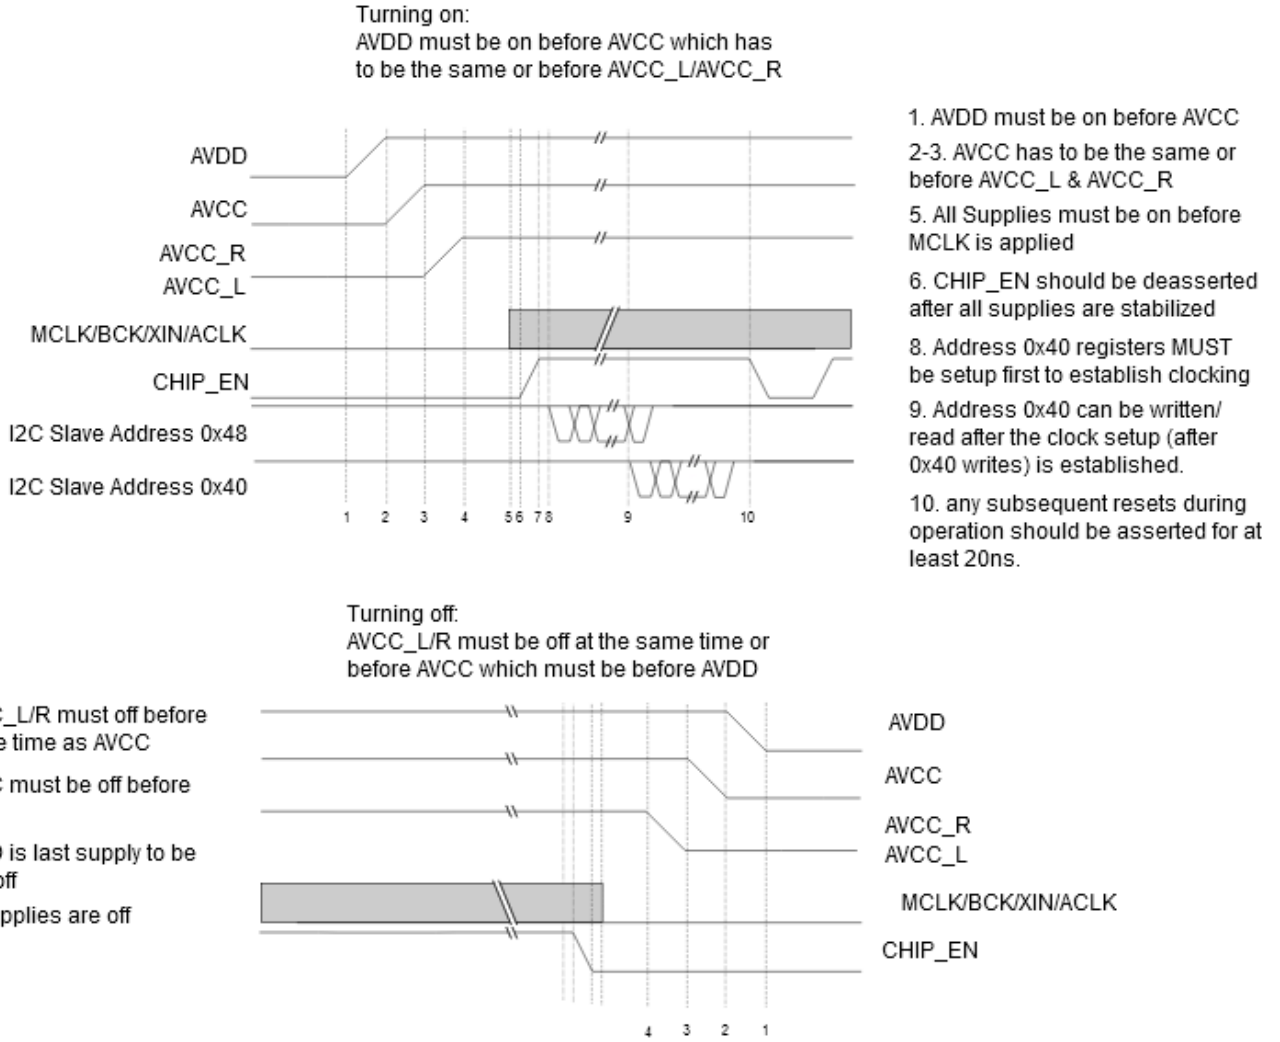 Turning on:
AVDD must be on before AVCC which has
to be the same or before AVCC_L/AVCC_R
AVDD
AVCC
AVCC_R
AVCC_L
MCLK/BCK/XIN/ACLK
CHIP_EN
I2C Slave Address 0x48
I2C Slave Address 0x40
1 2 3 4 5 6 7 8 9 10
1. AVDD must be on before AVCC
2-3. AVCC has to be the same or
before AVCC_L & AVCC_R
5. All Supplies must be on before
MCLK is applied
6. CHIP_EN should be deasserted
after all supplies are stabilized
8. Address 0x40 registers MUST
be setup first to establish clocking
9. Address 0x40 can be written/
read after the clock setup (after
0x40 writes) is established.
10. any subsequent resets during
operation should be asserted for at
least 20ns.
Turning off:
AVCC_L/R must be off at the same time or
before AVCC which must be before AVDD
_L/R must off before
time as AVCC
must be off before
is last supply to be
off
pplies are off
AVDD
AVCC
AVCC_R
AVCC_L
MCLK/BCK/XIN/ACLK
CHIP_EN
4 3 2 1